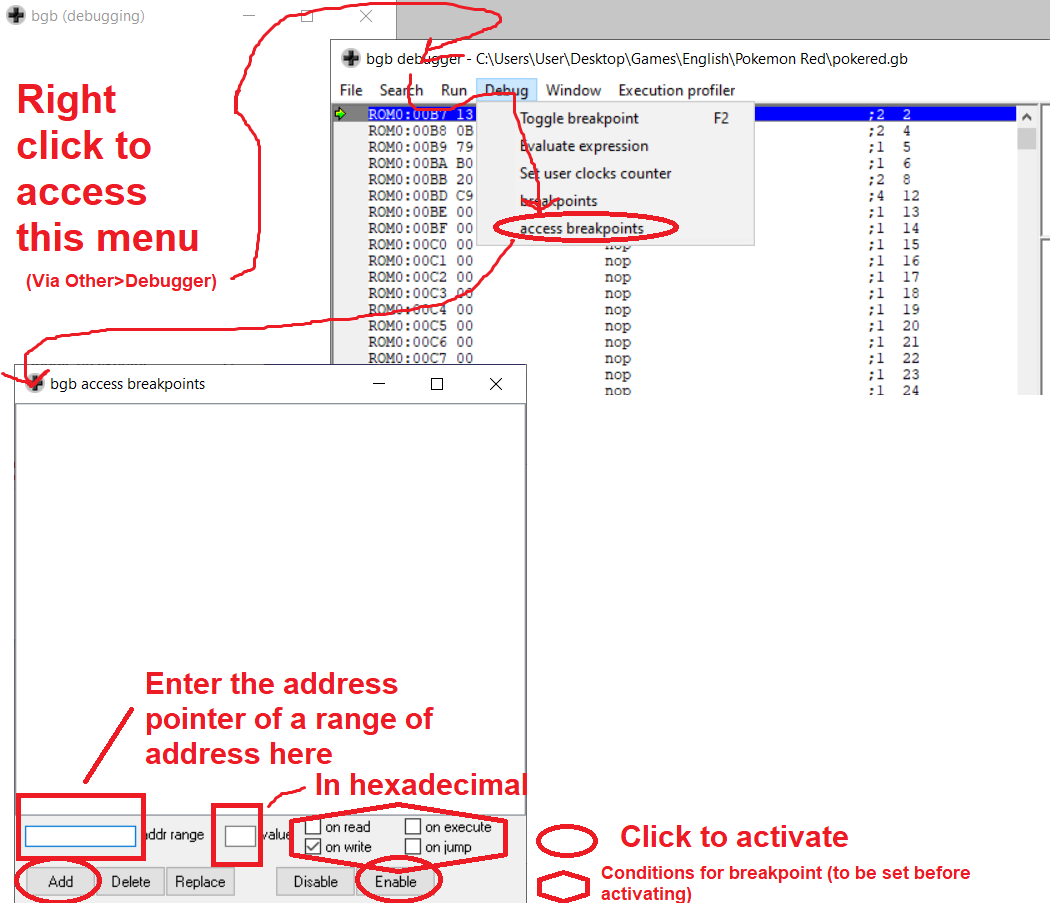 bgb (debugging)
bgb debugger - C:\Users\User\Desktop\Games\English\Pokemon Red\pokered.gb
File Search Run Debug Window Execution profiler
Right
click to
access
this menu
(Via Other>Debugger)
ROM0:00B7 13 ;2 2
ROM0:00B8 0B ;2 4
ROM0:00B9 79 ;1 5
ROM0:00BA B0 ;1 6
ROM0:00BB 20 ;2 8
ROM0:00BD C9 ;4 12
ROM0:00BE 00 ;1 13
ROM0:00BF 00 ;1 14
ROM0:00C0 00 nop ;1 15
ROM0:00C1 00 nop ;1 16
ROM0:00C2 00 nop ;1 17
ROM0:00C3 00 nop ;1 18
ROM0:00C4 00 nop ;1 19
ROM0:00C5 00 nop ;1 20
ROM0:00C6 00 nop ;1 21
ROM0:00C7 00 nop ;1 22
nop ;1 23
nop ;1 24
Toggle breakpoint F2
Evaluate expression
Set user clocks counter
breakpoints
access breakpoints
bgb access breakpoints
Enter the address
pointer of a range of
address here
In hexadecimal
addr range value
on read on execute
on write on jump
Add Delete Replace Disable Enable
Click to activate
Conditions for breakpoint (to be set before
activating)